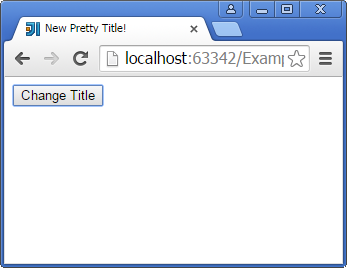 New Pretty Title!
localhost:63342/Examp
Change Title